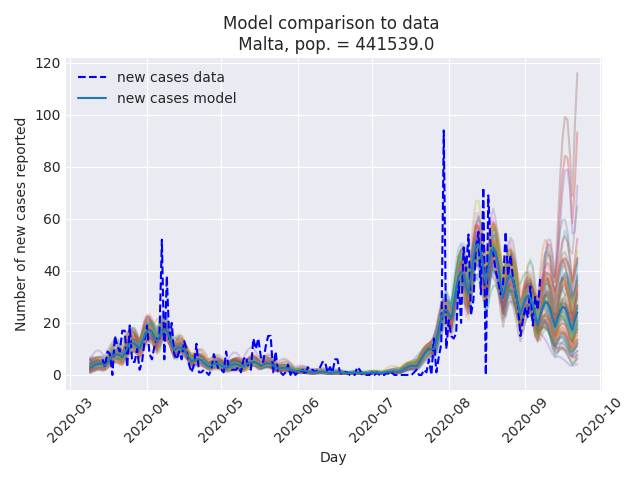 Model comparison to data
Malta, pop. = 441539.0
new cases data
new cases model
Number of new cases reported
120
100
80
60
40
20
0
2020-03
2020-04
2020-05
2020-06
2020-07
2020-08
2020-09
2020-10
Day